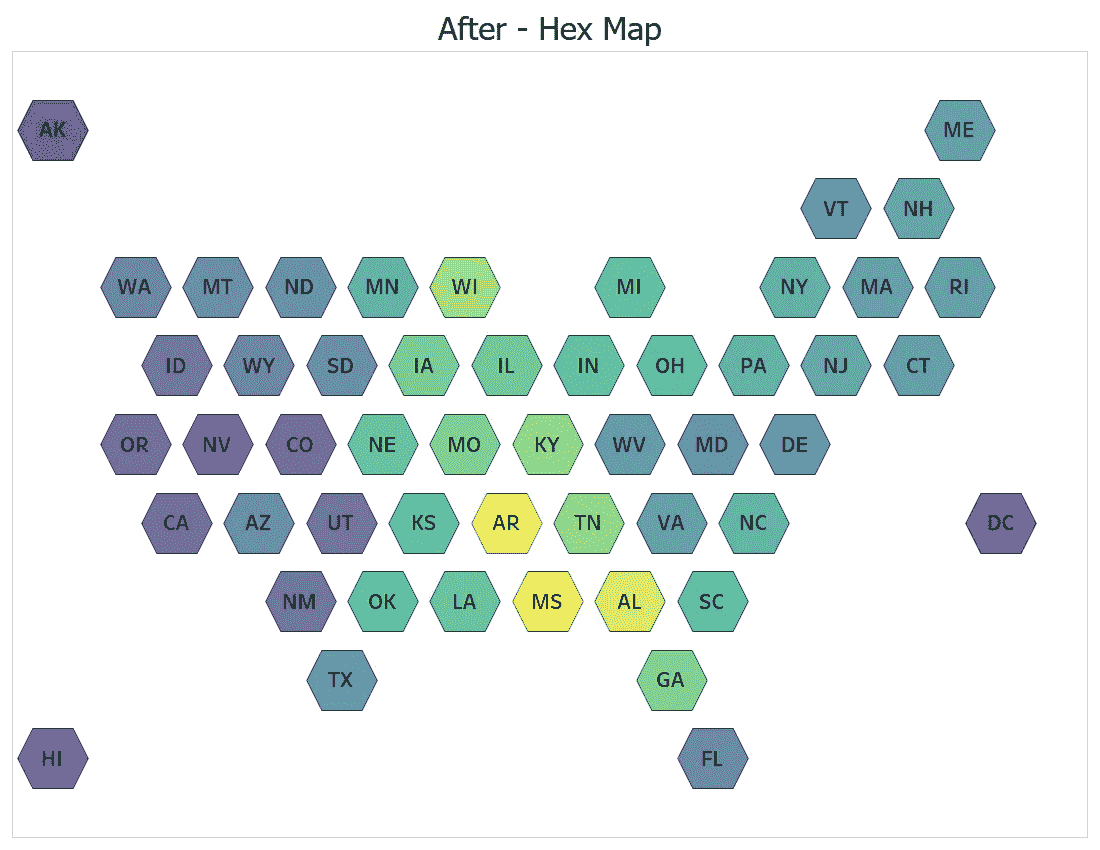 After - Hex Map
AK ME
VT NH
WA MT ND MN WI MI NY MA RI
ID WY SD IA IL IN OH PA NJ CT
OR NV CO NE MO KY WV MD DE
CA AZ UT KS AR TN VA NC DC
NM OK LA MS AL SC
TX GA
HI FL